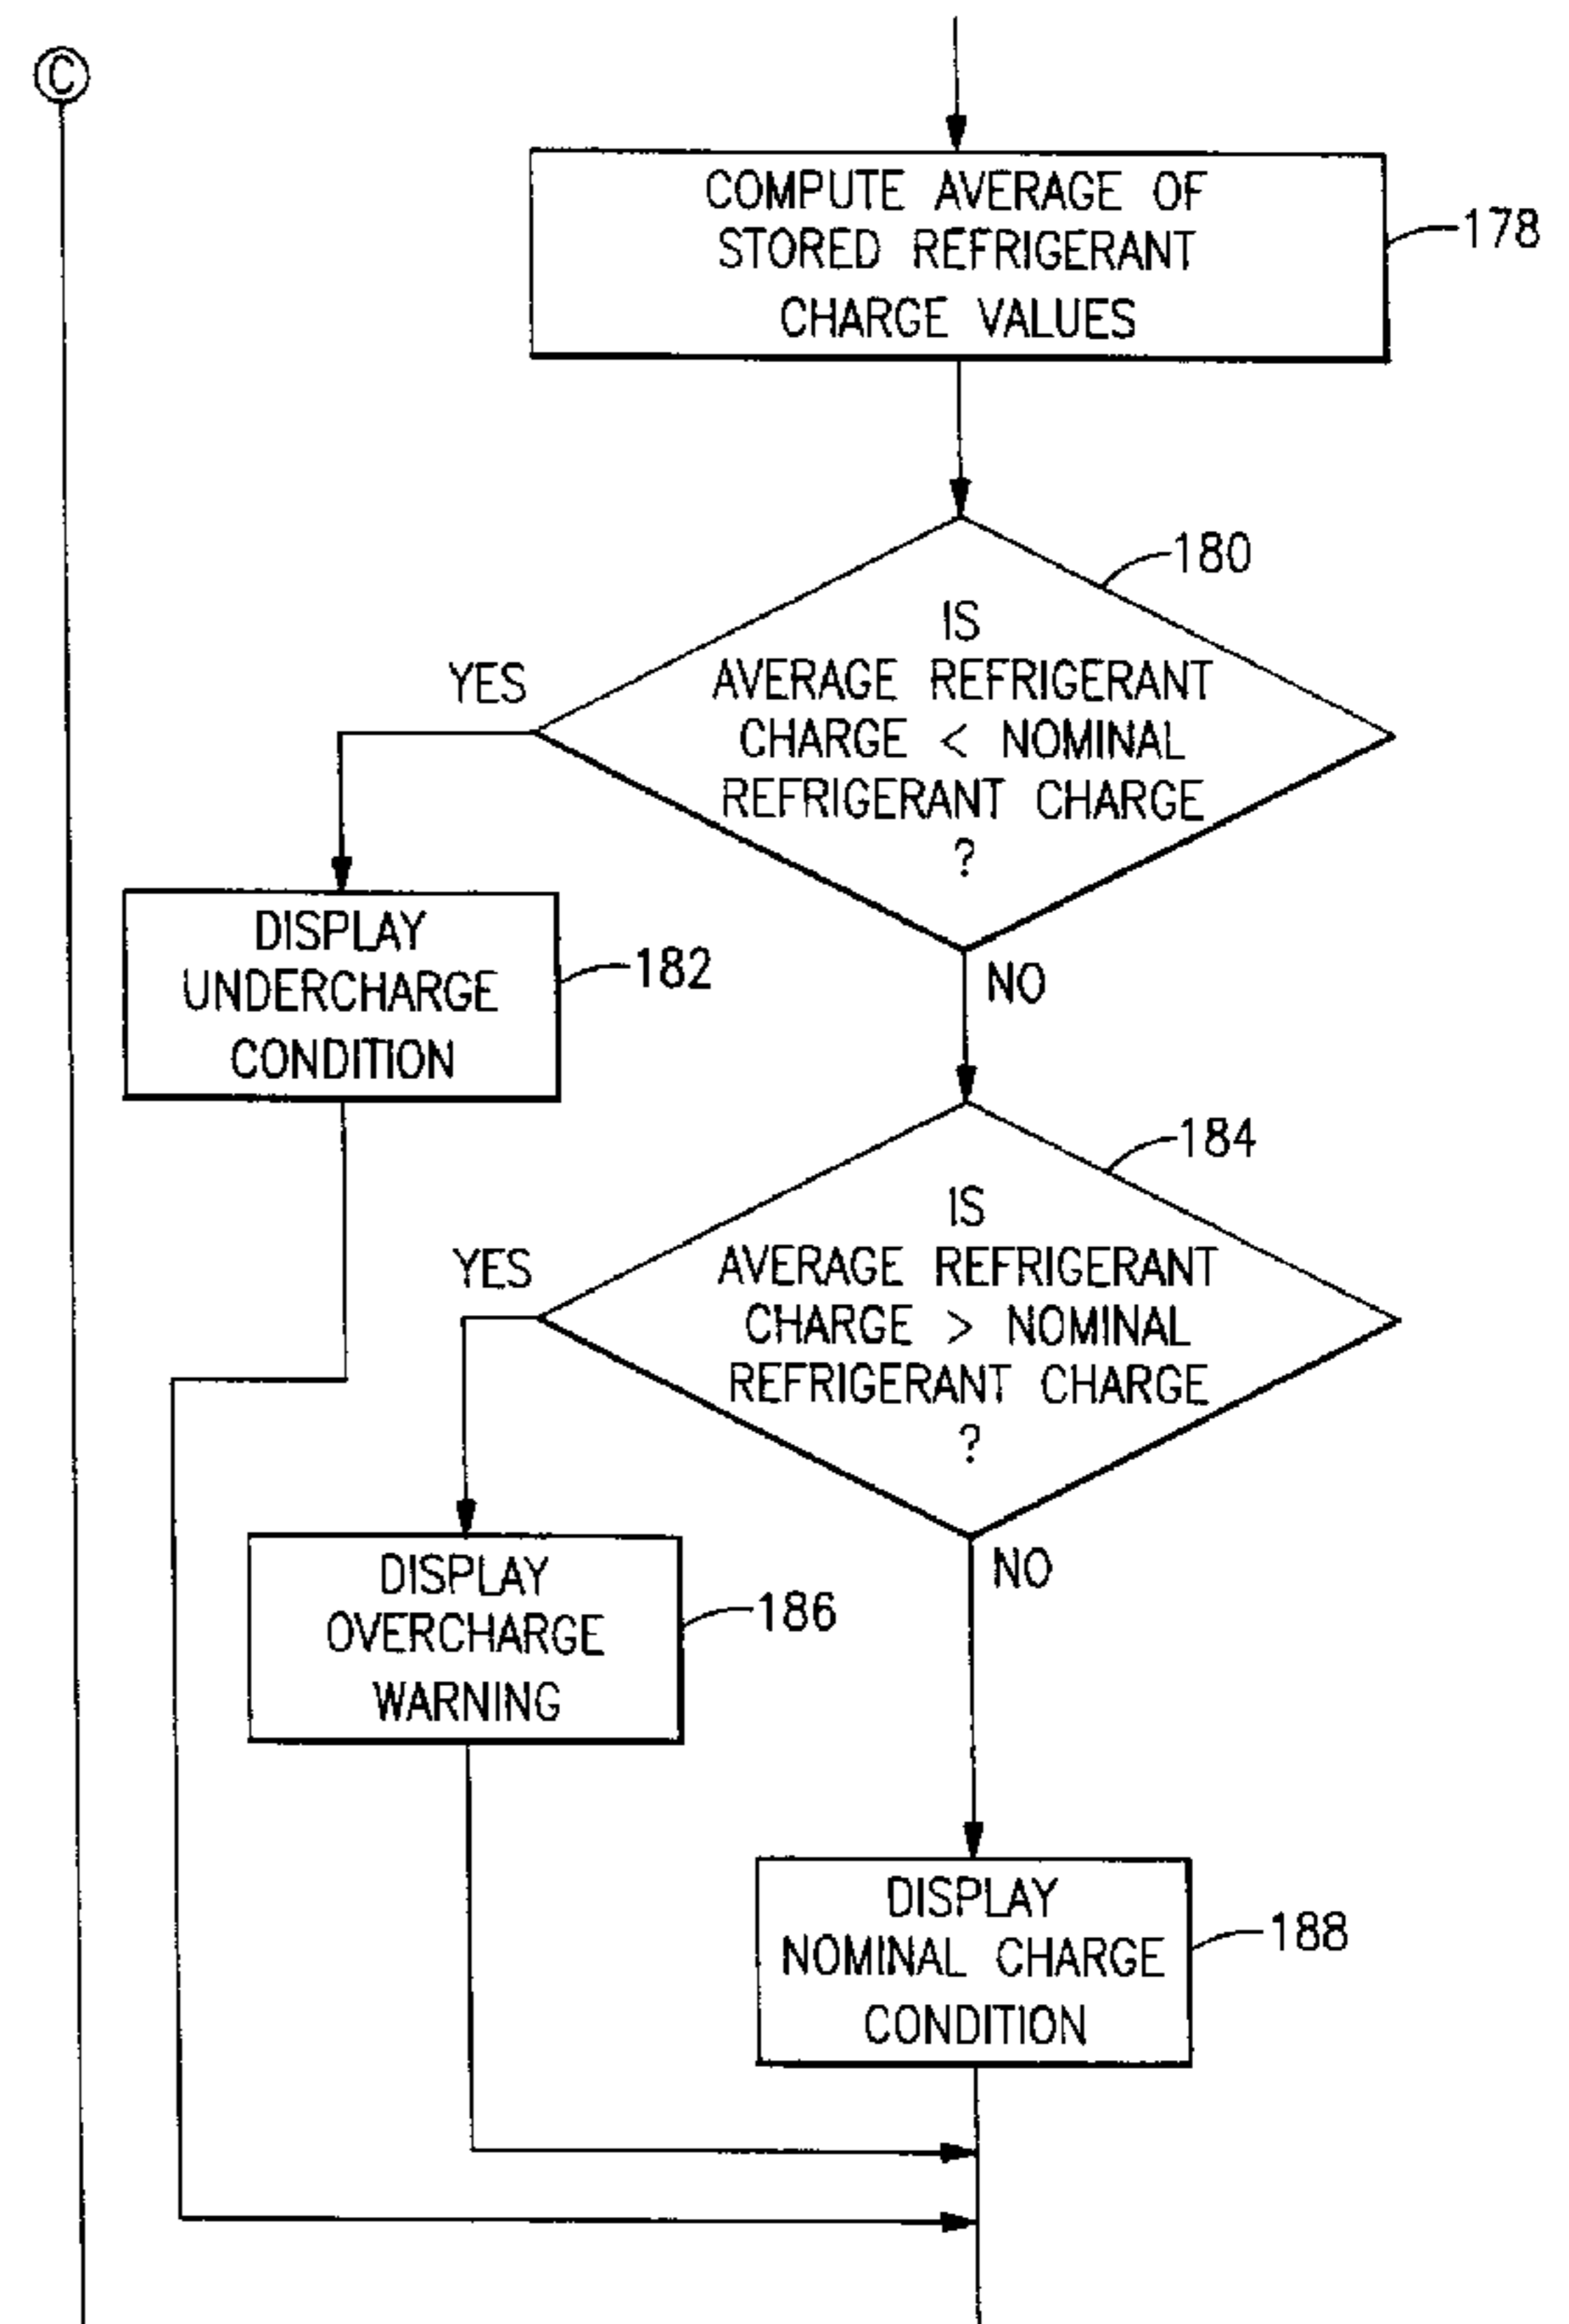 C
COMPUTE AVERAGE OF
STORED REFRIGERANT
CHARGE VALUES
178
180
IS
AVERAGE REFRIGERANT
CHARGE < NOMINAL
REFRIGERANT CHARGE
?
YES
NO
DISPLAY
UNDERCHARGE
CONDITION
182
184
IS
AVERAGE REFRIGERANT
CHARGE > NOMINAL
REFRIGERANT CHARGE
?
YES
NO
DISPLAY
OVERCHARGE
WARNING
186
DISPLAY
NOMINAL CHARGE
CONDITION
188